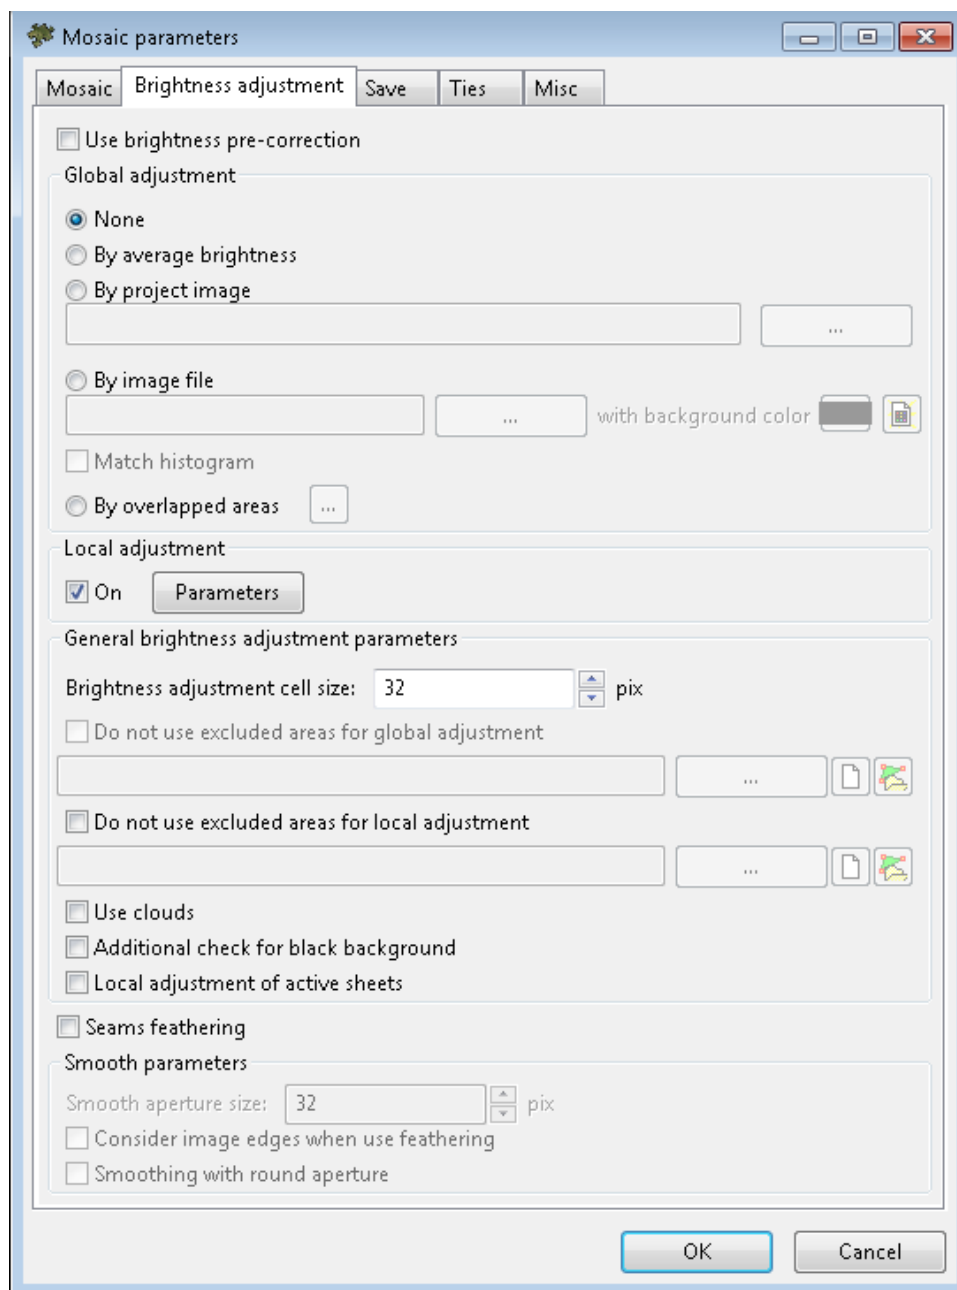 Mosaic parameters
Mosaic Brightness adjustment Save Ties Misc
Use brightness pre-correction
Global adjustment
None
By average brightness
By project image
...
By image file
... with background color
Match histogram
By overlapped areas ...
Local adjustment
On Parameters
General brightness adjustment parameters
Brightness adjustment cell size: 32 pix
Do not use excluded areas for global adjustment
...
Do not use excluded areas for local adjustment
...
Use clouds
Additional check for black background
Local adjustment of active sheets
Seams feathering
Smooth parameters
Smooth aperture size: 32 pix
Consider image edges when use feathering
Smoothing with round aperture
OK Cancel